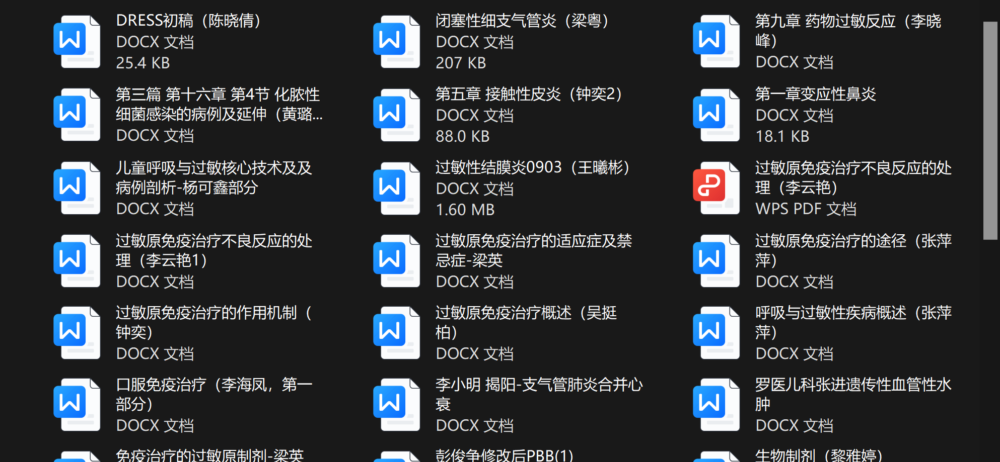 DRESS初稿（陈晓倩）
DOCX 文档
25.4 KB
闭塞性细支气管炎（梁粤）
DOCX 文档
207 KB
第九章 药物过敏反应（李晓
峰）
DOCX 文档
第三篇 第十六章 第4节 化脓性
细菌感染的病例及延伸（黄璐...
DOCX 文档
第五章 接触性皮炎（钟奕2）
DOCX 文档
88.0 KB
第一章变应性鼻炎
DOCX 文档
18.1 KB
儿童呼吸与过敏核心技术及及
病例剖析-杨可鑫部分
DOCX 文档
过敏性结膜炎0903（王曦彬）
DOCX 文档
1.60 MB
过敏原免疫治疗不良反应的处
理（李云艳）
WPS PDF 文档
过敏原免疫治疗不良反应的处
理（李云艳1）
DOCX 文档
过敏原免疫治疗的适应症及禁
忌症-梁英
DOCX 文档
过敏原免疫治疗的途径（张萍
萍）
DOCX 文档
过敏原免疫治疗的作用机制（
钟奕）
DOCX 文档
过敏原免疫治疗概述（吴挺
柏）
DOCX 文档
呼吸与过敏性疾病概述（张萍
萍）
DOCX 文档
口服免疫治疗（李海凤，第一
部分）
DOCX 文档
李小明 揭阳-支气管肺炎合并心
衰
DOCX 文档
罗医儿科张进遗传性血管性水
肿
DOCX 文档
免疫治疗的过敏原制剂-梁英
彭俊争修改后PBB(1)
生物制剂（黎雅婷）